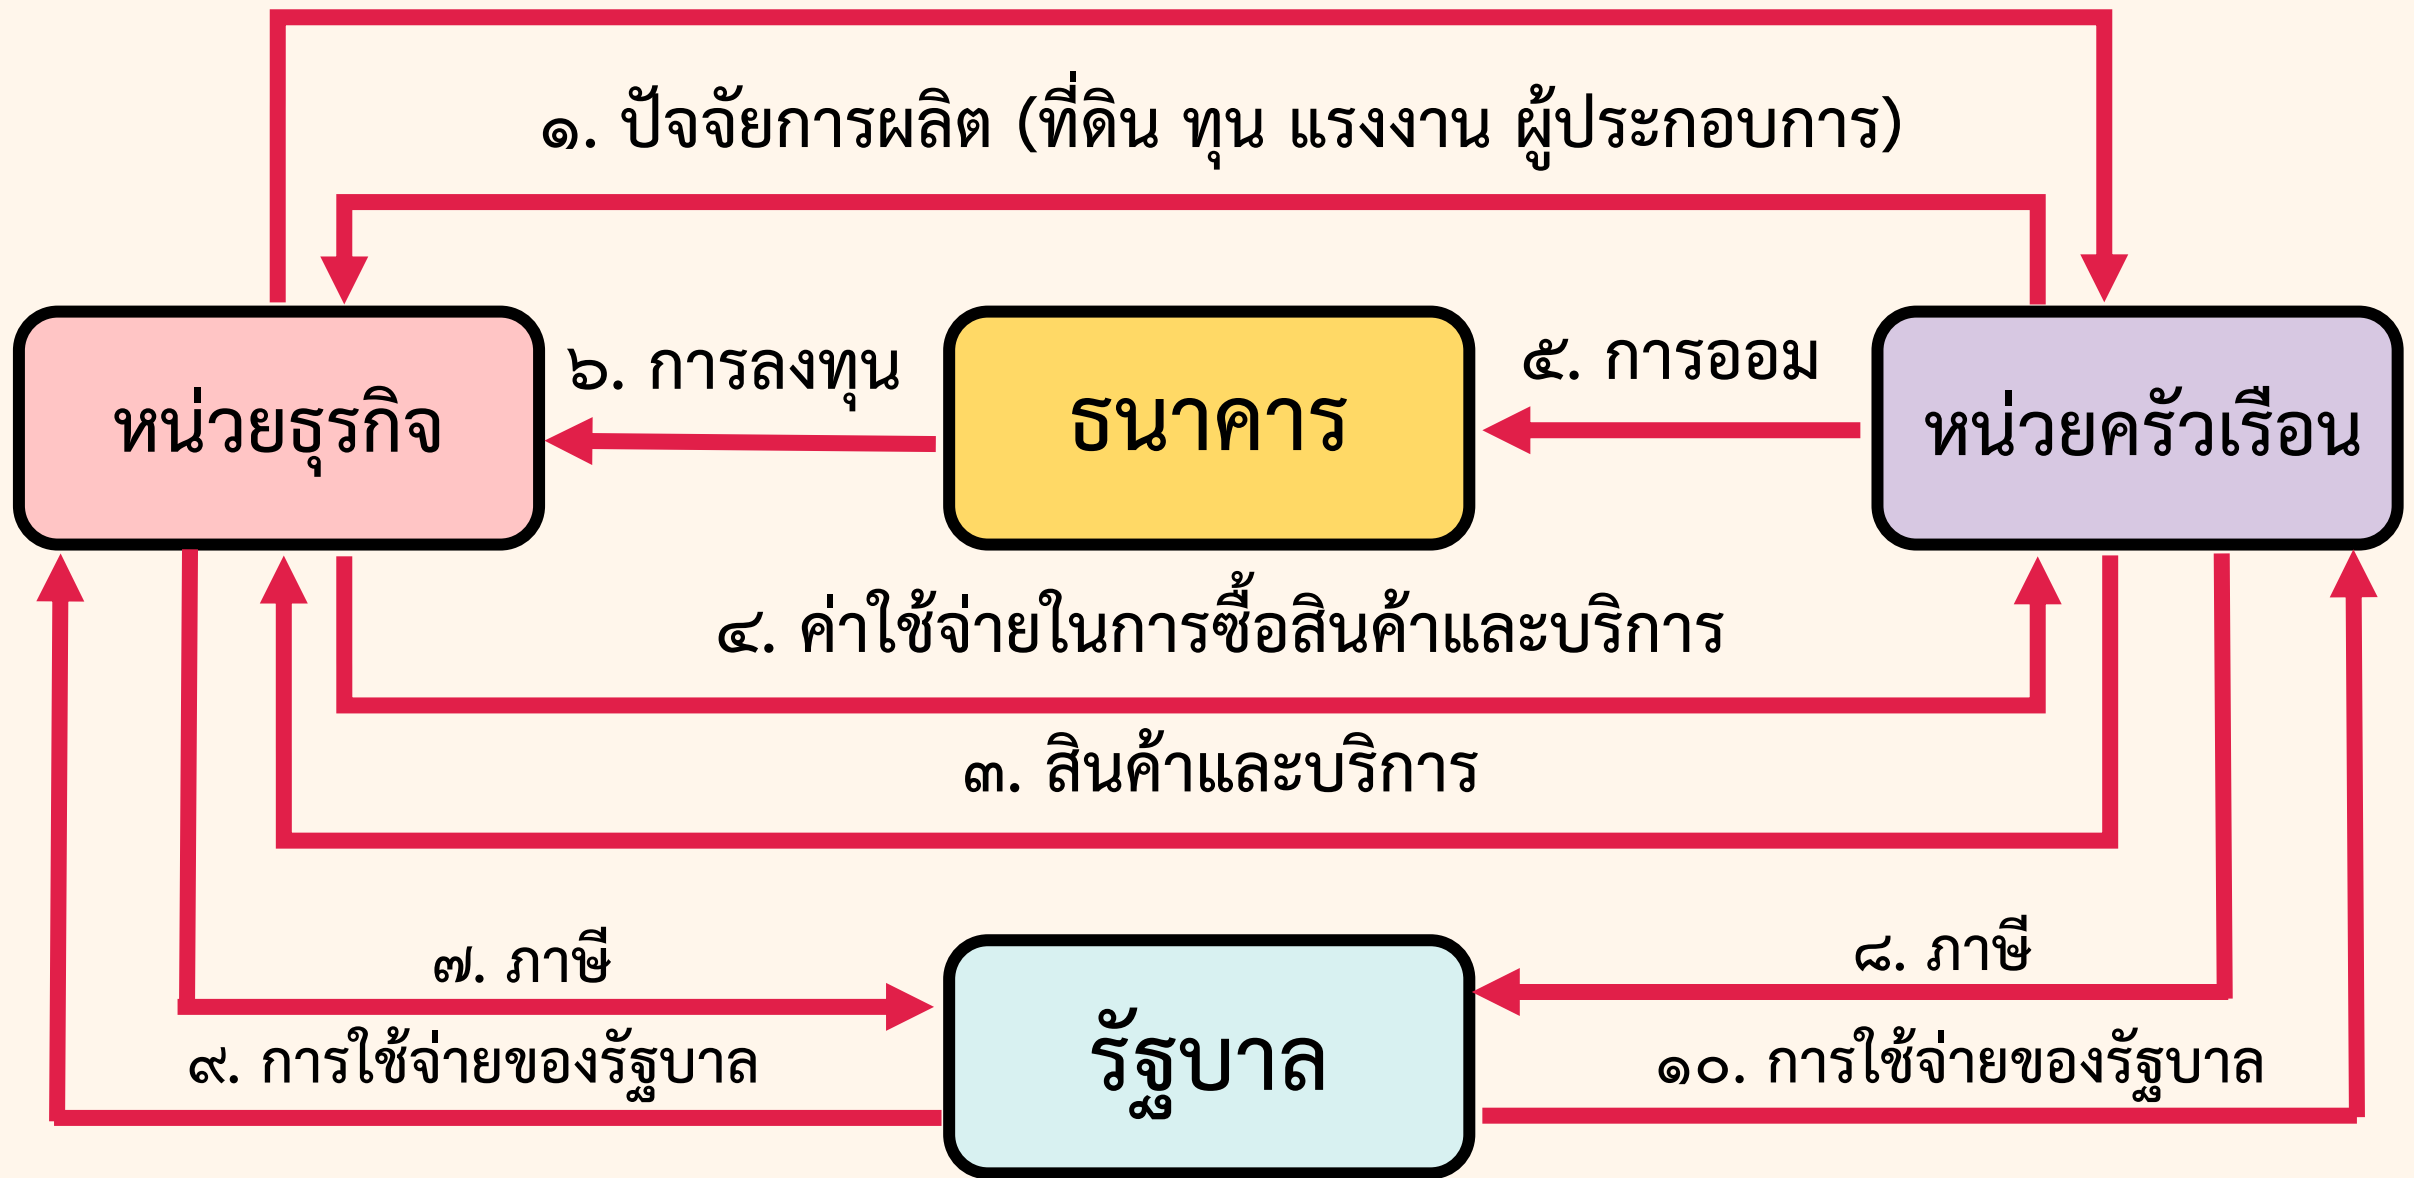 ๑. ปัจจัยการผลิต (ที่ดิน ทุน แรงงาน ผู้ประกอบการ)
หน่วยธุรกิจ
๖. การลงทุน
ธนาคาร
๕. การออม
หน่วยครัวเรือน
๔. ค่าใช้จ่ายในการซื้อสินค้าและบริการ
๓. สินค้าและบริการ
๗. ภาษี
๘. ภาษี
รัฐบาล
๙. การใช้จ่ายของรัฐบาล
๑๐. การใช้จ่ายของรัฐบาล